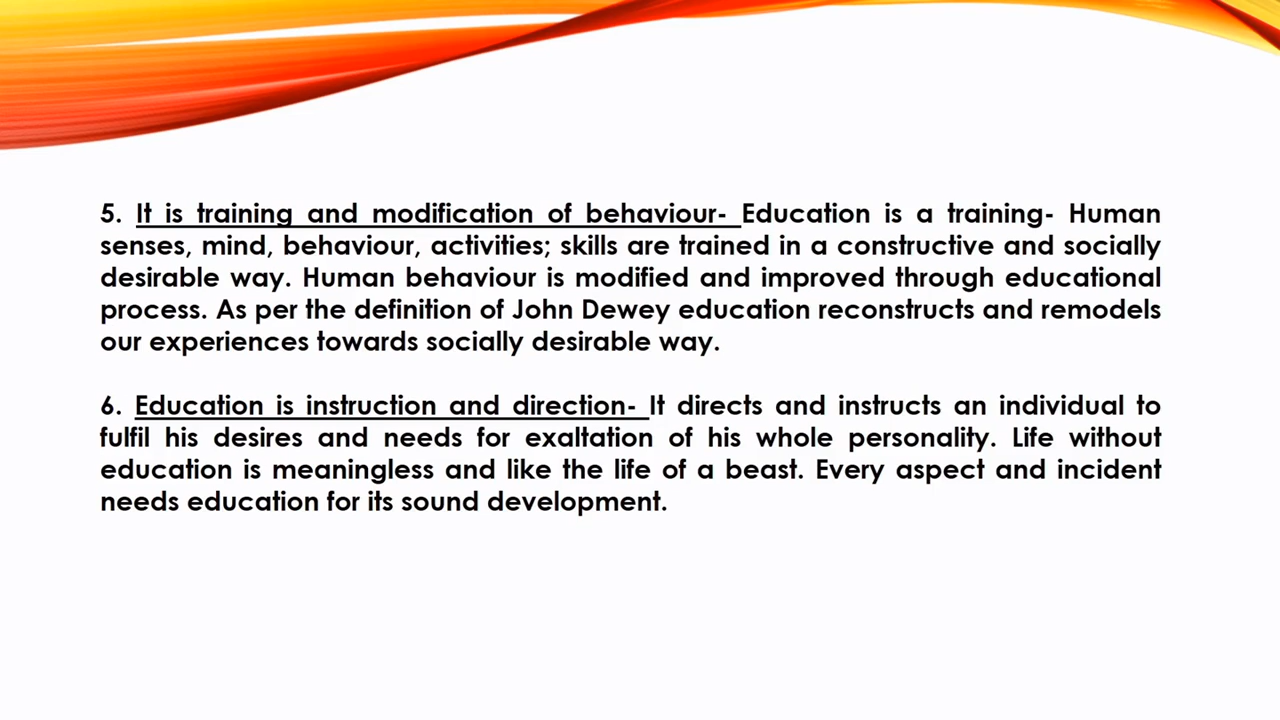 5. It is training and modification of behaviour- Education is a training- Human
senses, mind, behaviour, activities; skills are trained in a constructive and socially
desirable way. Human behaviour is modified and improved through educational
process. As per the definition of John Dewey education reconstructs and remodels
our experiences towards socially desirable way.
6. Education is instruction and direction- It directs and instructs an individual to
fulfil his desires and needs for exaltation of his whole personality. Life without
education is meaningless and like the life of a beast. Every aspect and incident
needs education for its sound development.